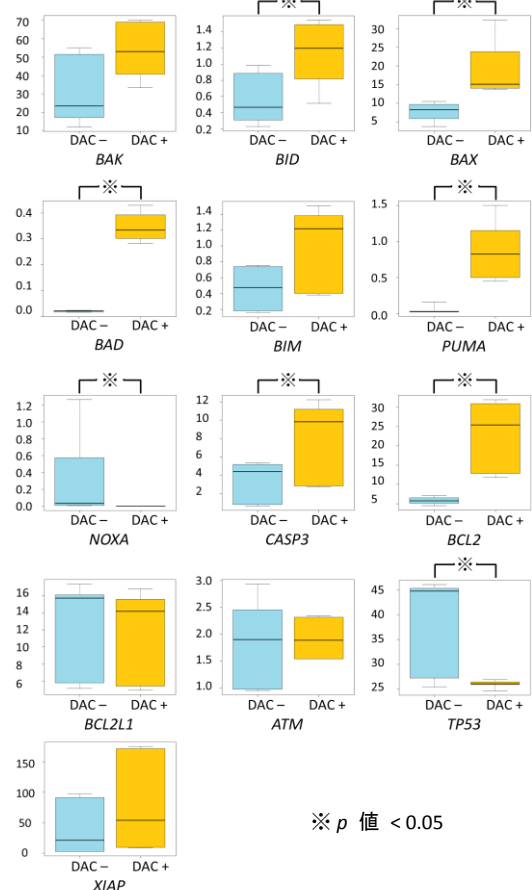 ※ ※
70 60 50 40 30 20 10
1.6 1.4 1.2 1.0 0.8 0.6 0.4 0.2
30 25 20 15 10 5
DAC – DAC + DAC – DAC + DAC – DAC +
BAK BID BAX
※ ※
0.4 0.3 0.2 0.1 0.0
1.4 1.2 1.0 0.8 0.6 0.4 0.2
1.5 1.0 0.5 0.0
DAC – DAC + DAC – DAC + DAC – DAC +
BAD BIM PUMA
※ ※ ※
1.2 1.0 0.8 0.6 0.4 0.2 0.0
12 10 8 6 4 2
30 25 20 15 10 5
DAC – DAC + DAC – DAC + DAC – DAC +
NOXA CASP3 BCL2
※
16 14 12 10 8 6
3.0 2.5 2.0 1.5 1.0
45 40 35 30 25
DAC – DAC + DAC – DAC + DAC – DAC +
BCL2L1 ATM TP53
150 100 50 0
DAC – DAC +
XIAP
※ p 値 < 0.05